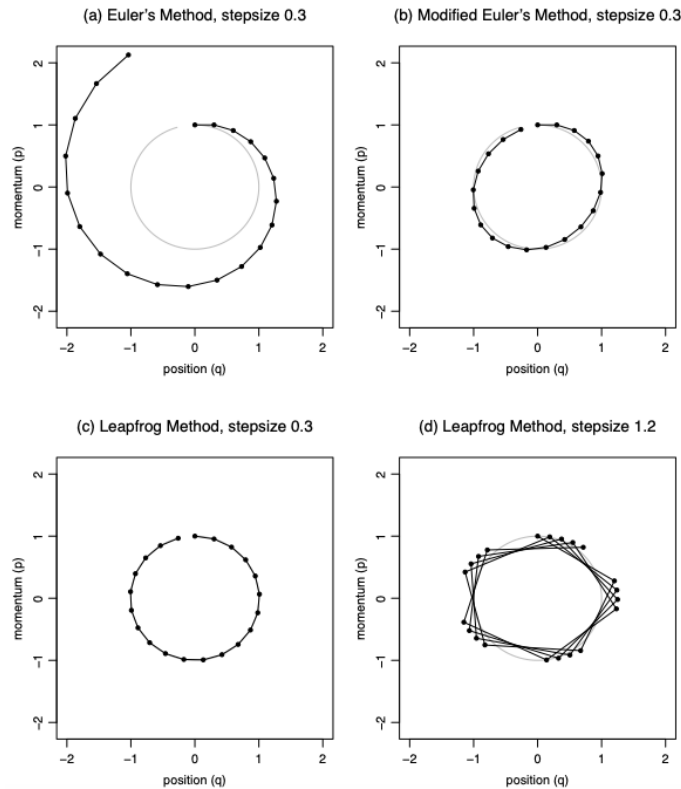 (a) Euler's Method, stepsize 0.3
momentum (p)
2
1
0
−1
−2
−2 −1 0 1 2
position (q)
(b) Modified Euler's Method, stepsize 0.3
momentum (p)
2
1
0
−1
−2
−2 −1 0 1 2
position (q)
(c) Leapfrog Method, stepsize 0.3
momentum (p)
2
1
0
−1
−2
−2 −1 0 1 2
position (q)
(d) Leapfrog Method, stepsize 1.2
momentum (p)
2
1
0
−1
−2
−2 −1 0 1 2
position (q)